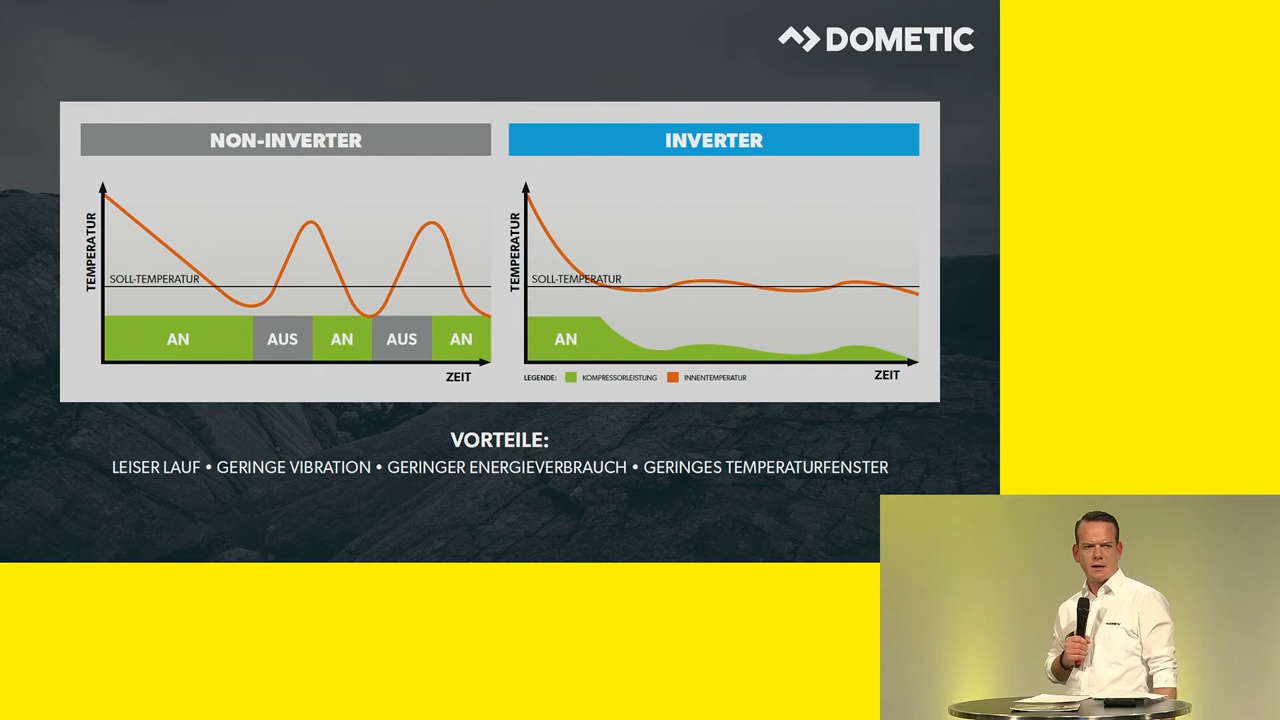 DOMETIC
NON-INVERTER
INVERTER
TEMPERATUR
SOLL-TEMPERATUR
AN
AUS
AN
AUS
AN
ZEIT
TEMPERATUR
SOLL-TEMPERATUR
AN
ZEIT
LEGENDE: KOMPRESSORLEISTUNG INNENTEMPERATUR
VORTEILE:
LEISER LAUF • GERINGE VIBRATION • GERINGER ENERGIEVERBRAUCH • GERINGES TEMPERATURFENSTER